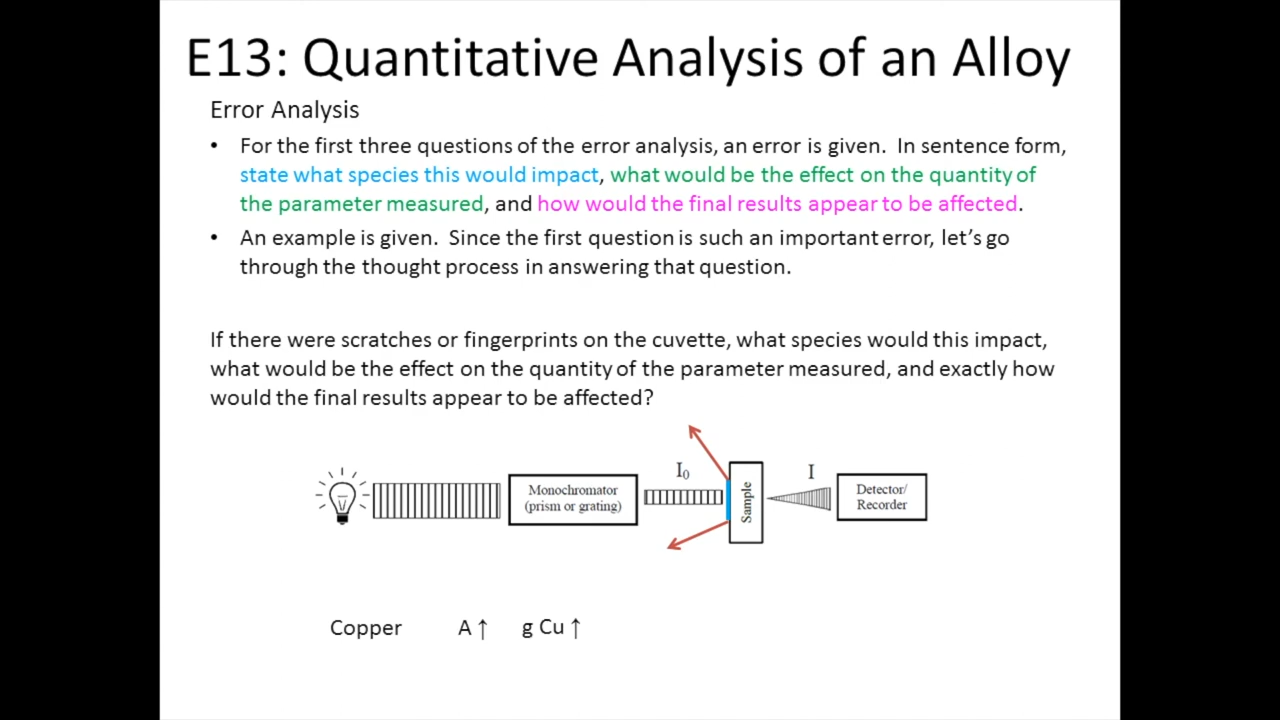 E13: Quantitative Analysis of an Alloy
Error Analysis
• For the first three questions of the error analysis, an error is given. In sentence form,
state what species this would impact, what would be the effect on the quantity of
the parameter measured, and how would the final results appear to be affected.
• An example is given. Since the first question is such an important error, let's go
through the thought process in answering that question.
If there were scratches or fingerprints on the cuvette, what species would this impact,
what would be the effect on the quantity of the parameter measured, and exactly how
would the final results appear to be affected?
I₀
I
Monochromator
(prism or grating)
Sample
Detector/
Recorder
Copper A↑ g Cu↑